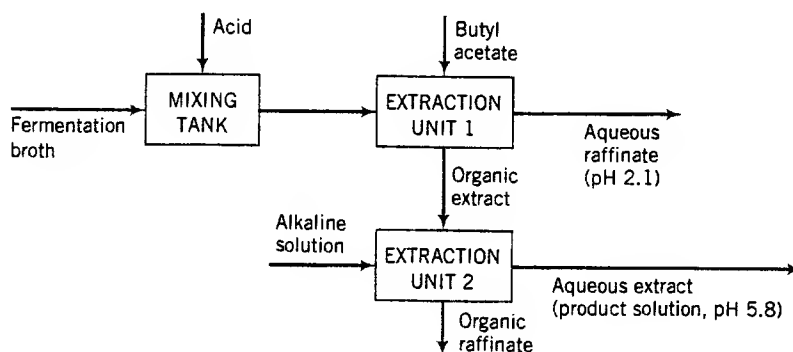 Acid
Butyl
acetate
MIXING
TANK
EXTRACTION
UNIT 1
Fermentation
broth
Aqueous
raffinate
(pH 2.1)
Organic
extract
Alkaline
solution
EXTRACTION
UNIT 2
Aqueous extract
(product solution, pH 5.8)
Organic
raffinate